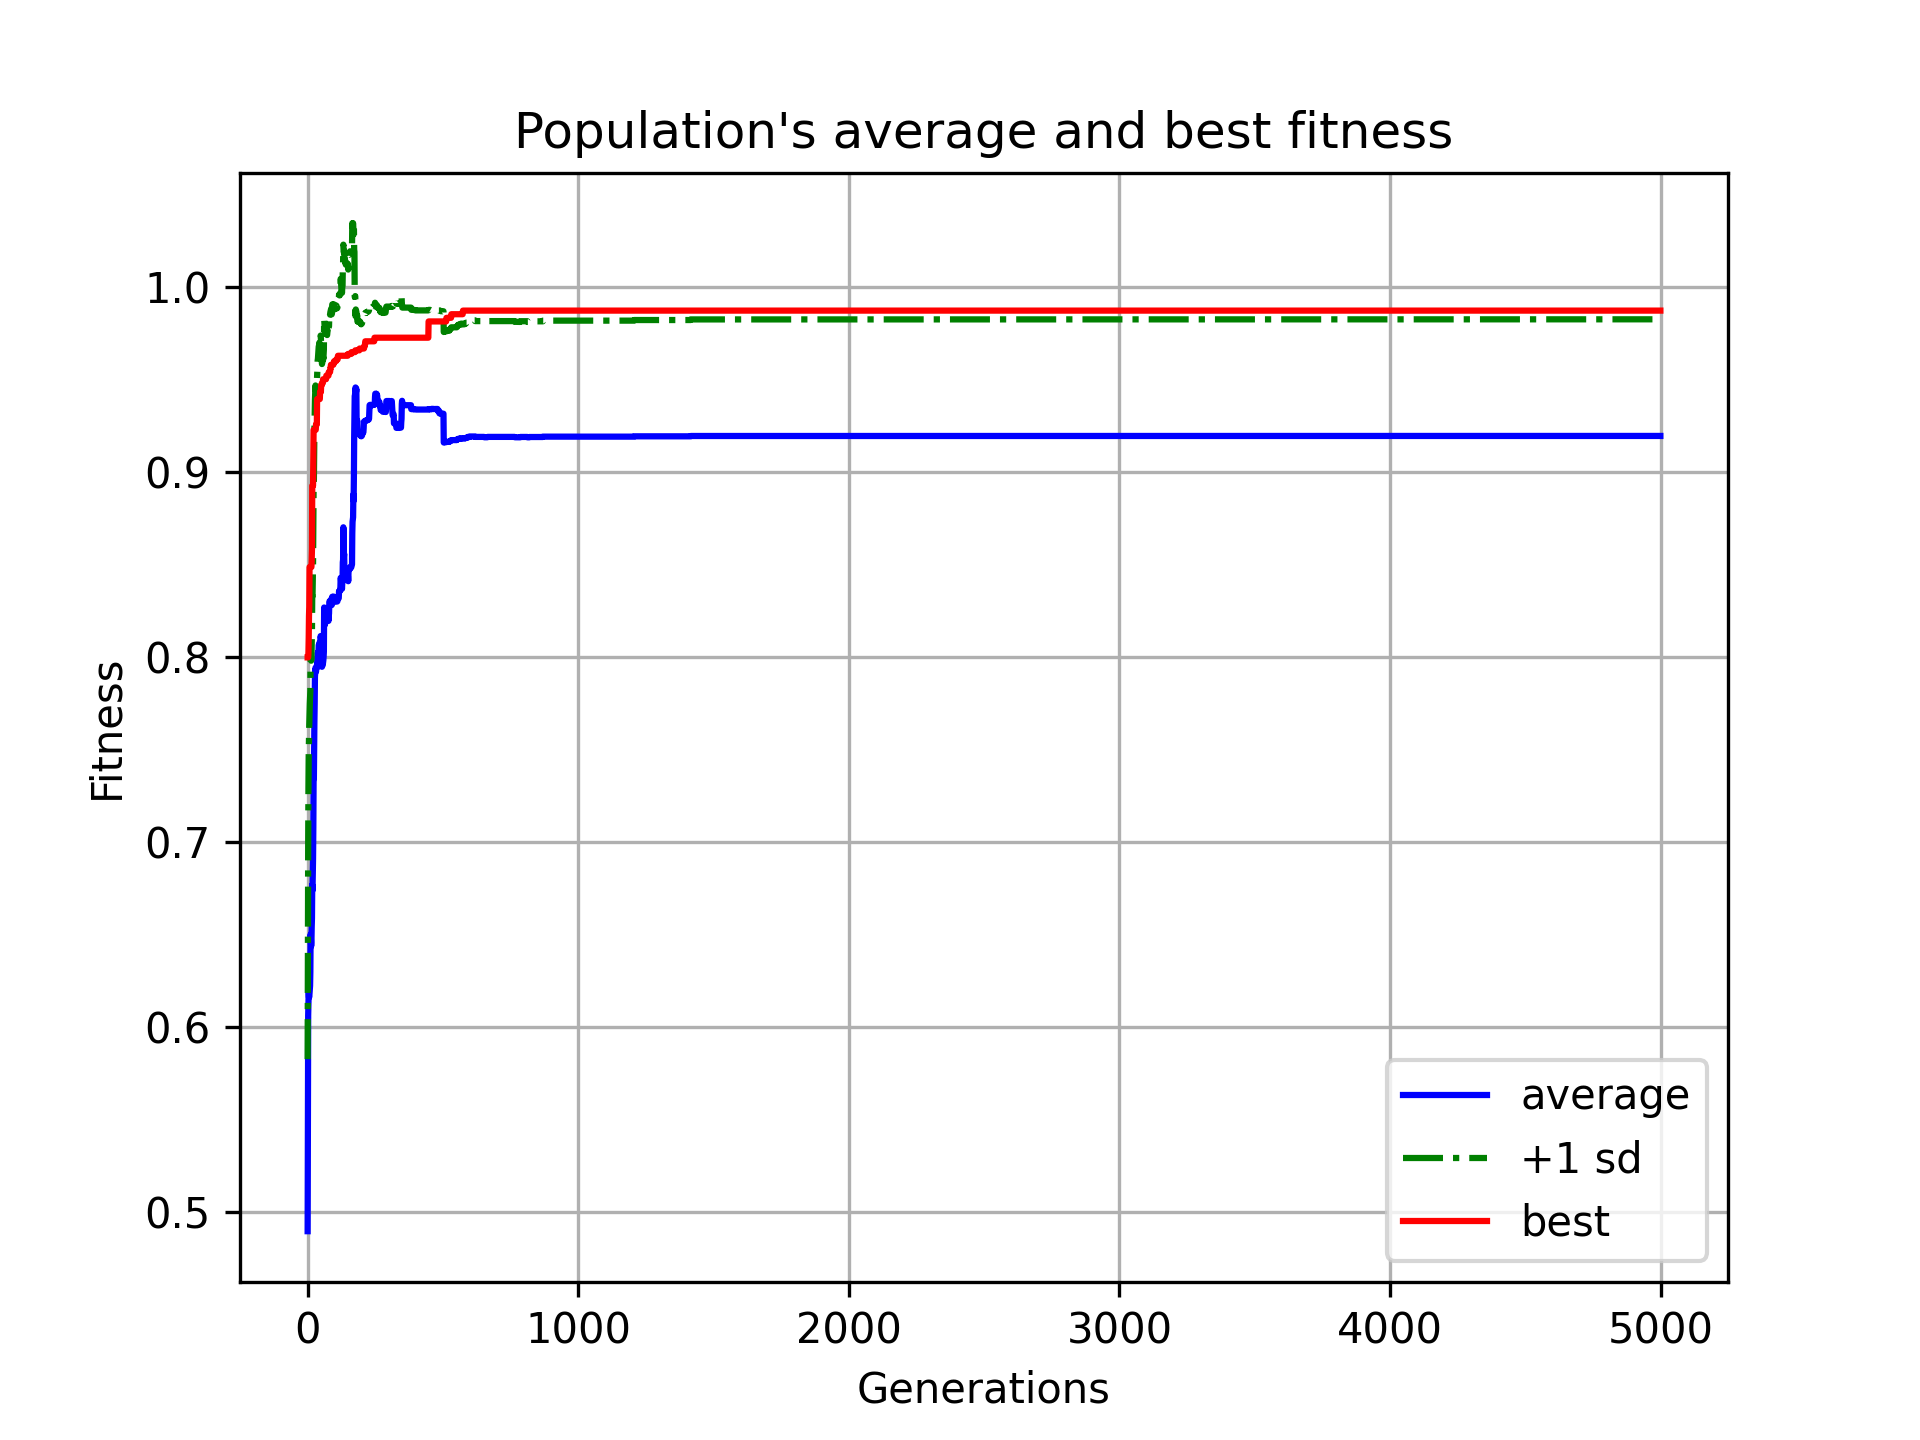 Population's average and best fitness
1.0
0.9
0.8
0.7
0.6
0.5
Fitness
0
1000
2000
3000
4000
5000
Generations
average
+1 sd
best